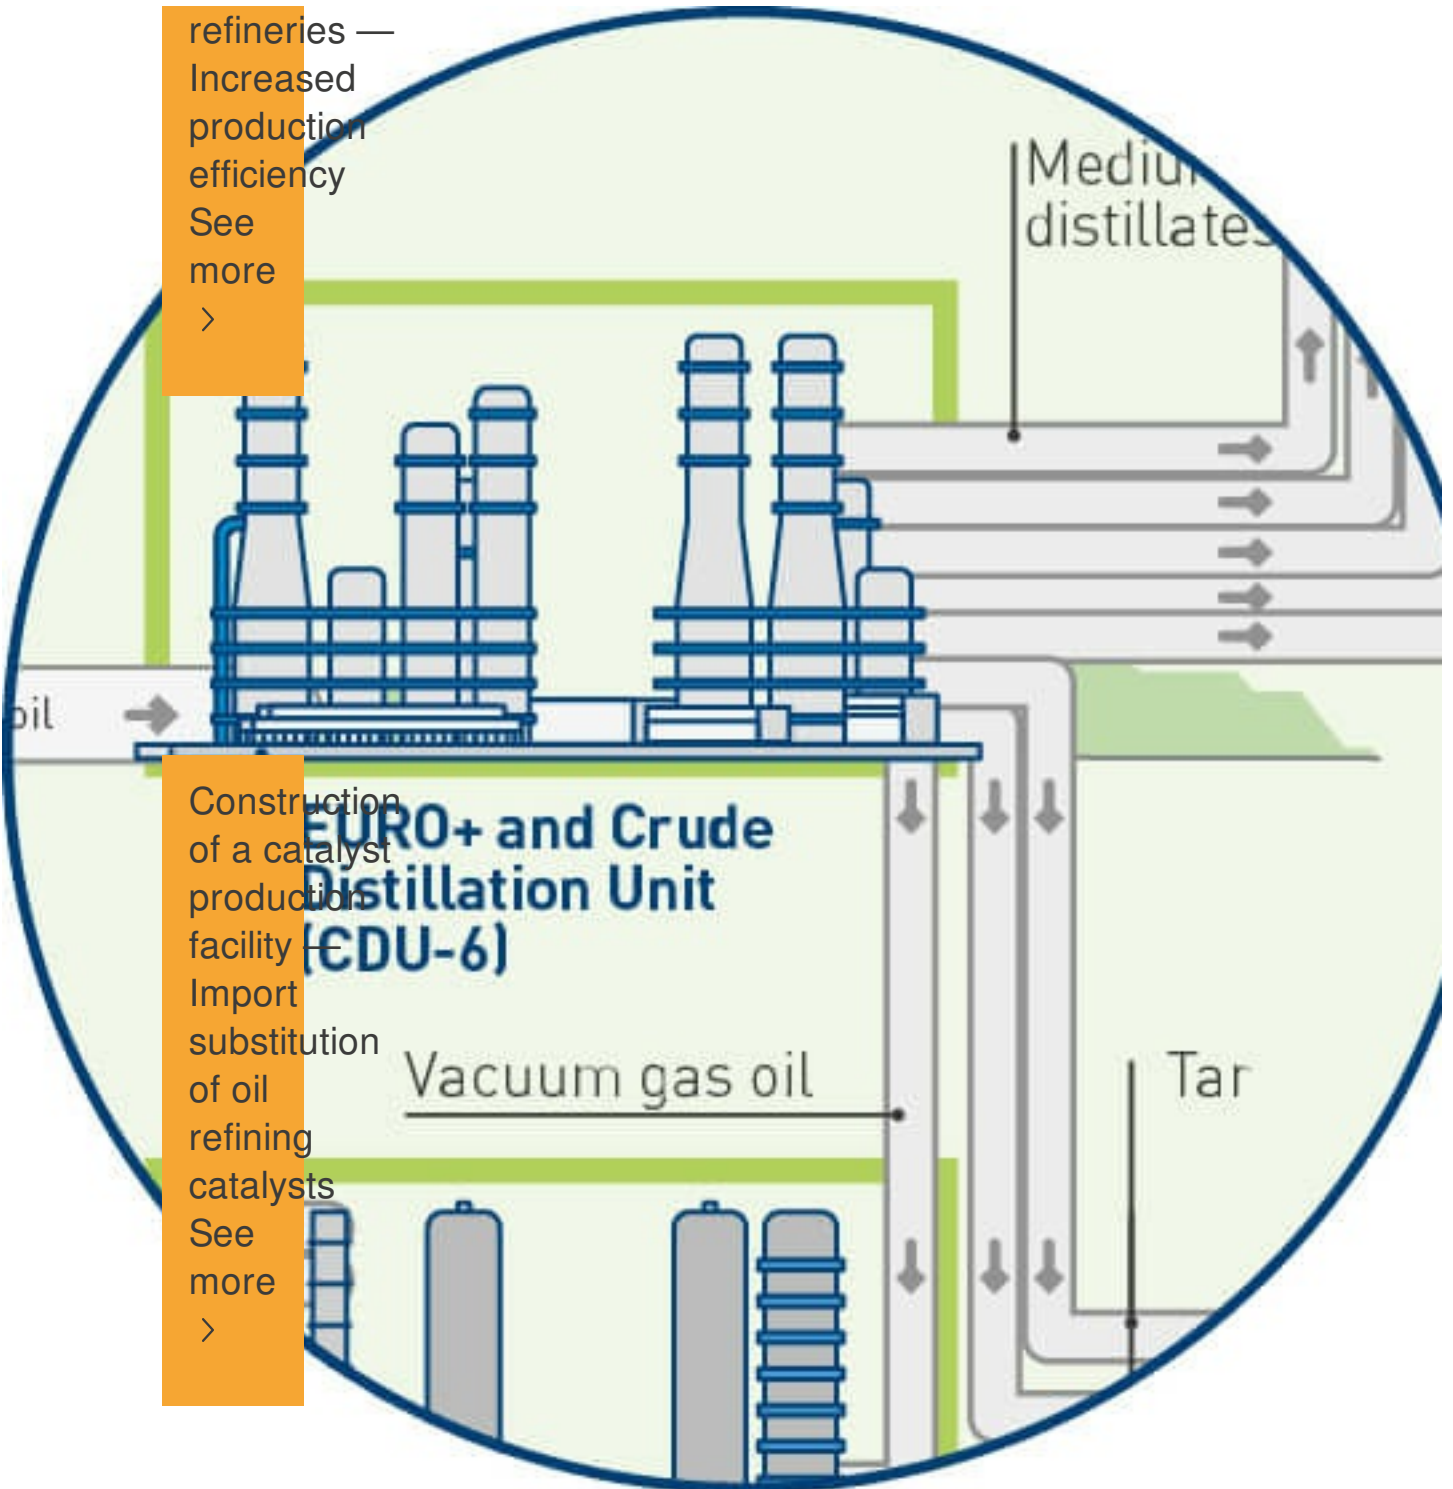 refineries —
Increased
production
efficiency
See
more
distillates
oil
Construction
of a catalyst
production
facility —
Import
substitution
of oil
refining
catalysts
See
more
EURO+ and Crude
Distillation Unit
(CDU-6)
Vacuum gas oil
Tar